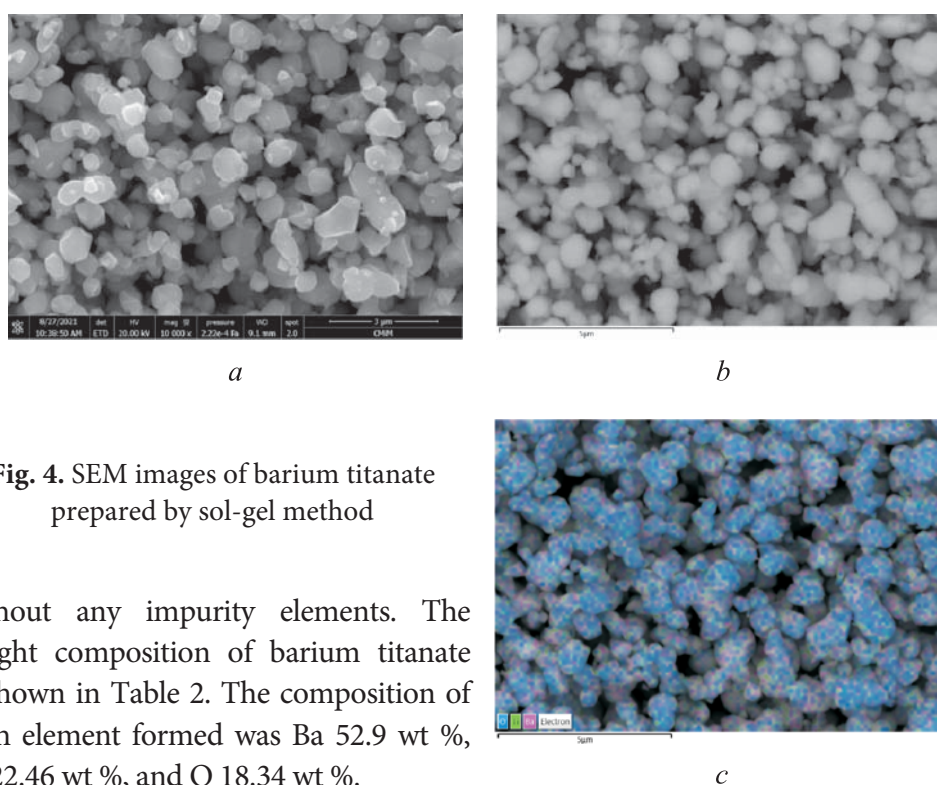 8/27/2021 det HV mag pressure WD spot 3 µm
10:38:50 AM ETD 20.00 kV 10 000 x 2.22e-4 Pa 9.1 mm 2.0
5µm
a
b
Fig. 4. SEM images of barium titanate
prepared by sol-gel method
hout any impurity elements. The
ght composition of barium titanate
hown in Table 2. The composition of
n element formed was Ba 52.9 wt %,
22.46 wt %, and O 18.34 wt %.
Electron
5µm
c